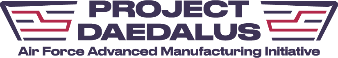 PROJECT
DAEDALUS
Air Force Advanced Manufacturing Initiative